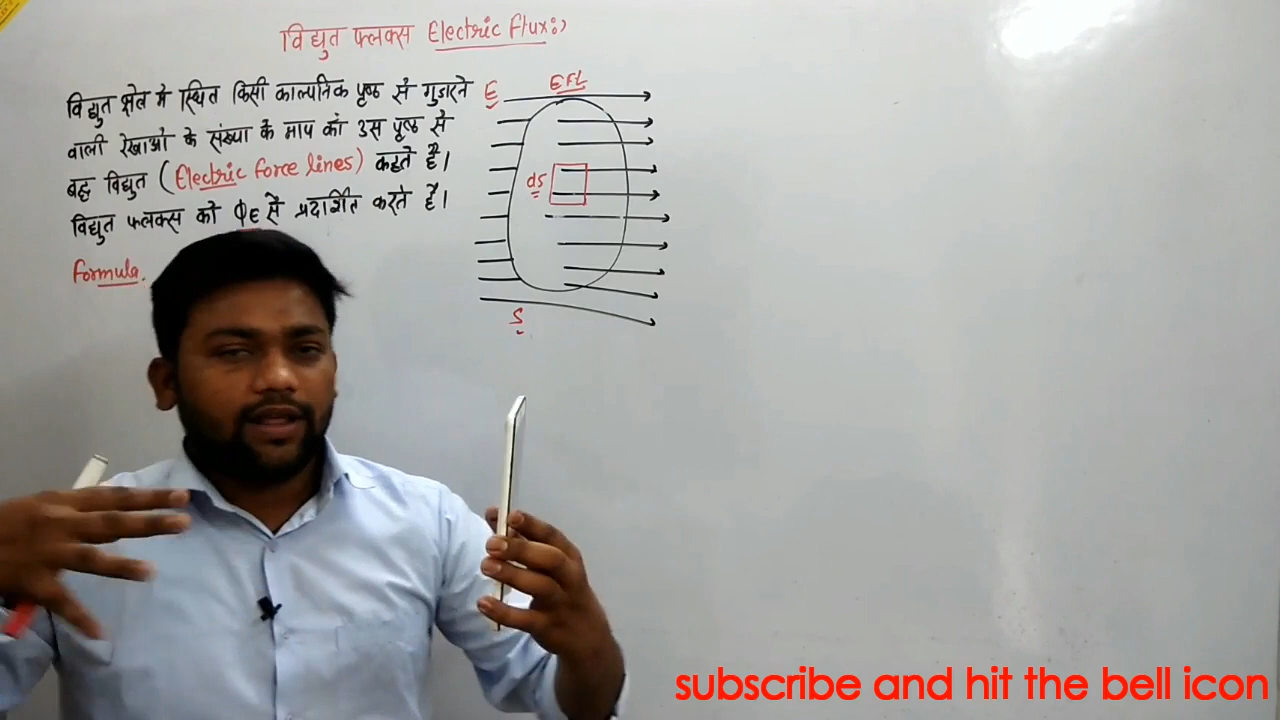 विद्युत फ्लक्स Electric flux:>
विद्युत क्षेत्र मे स्थित किसी काल्पनिक पृष्ठ से गुजरने
वाली रेखाओ के संख्या के माप को उस पृष्ठ से
बद्ध विद्युत (Electric force lines) कहते है।
विद्युत फ्लक्स को ΦE से प्रदर्शित करते है।
Formula.
E
EFL
ds
S
subscribe and hit the bell icon